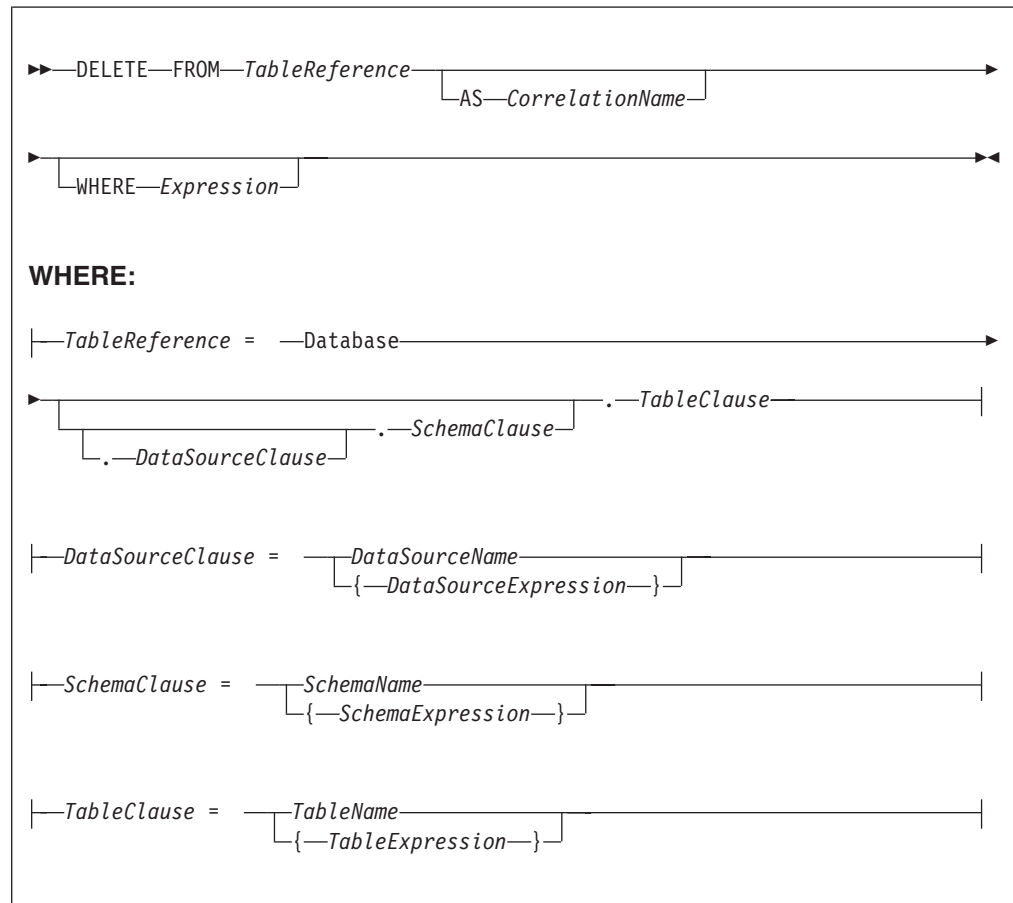 DELETE FROM TableReference
AS CorrelationName
WHERE Expression
WHERE:
TableReference = Database
. TableClause
. SchemaClause
. DataSourceClause
DataSourceClause = DataSourceName
{ DataSourceExpression }
SchemaClause = SchemaName
{ SchemaExpression }
TableClause = TableName
{ TableExpression }